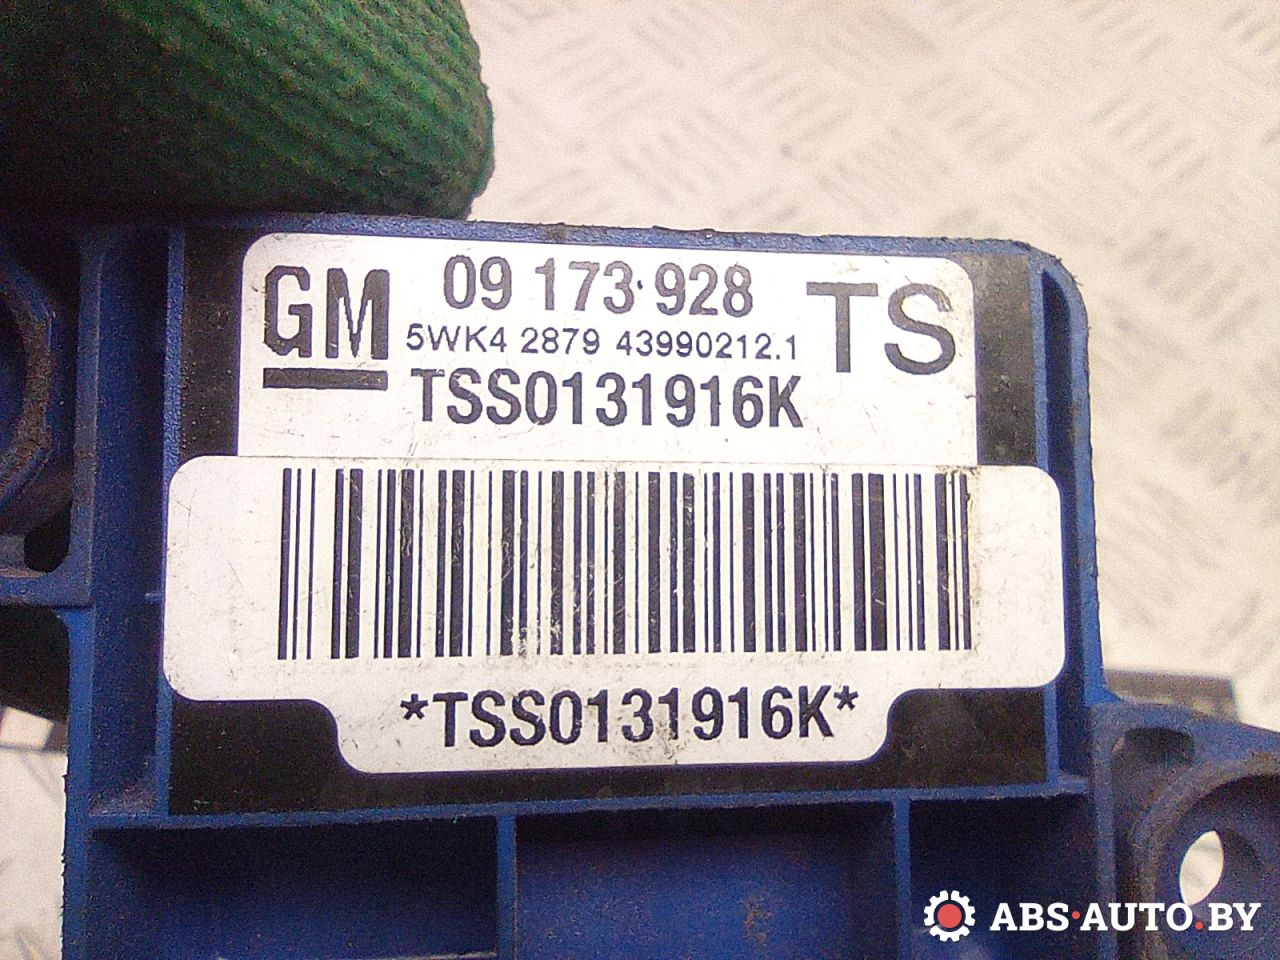 GM 09 173 928 TS
5WK4 2879 43990212.1
TSS0131916K
*TSS0131916K*
ABS-AUTO.BY